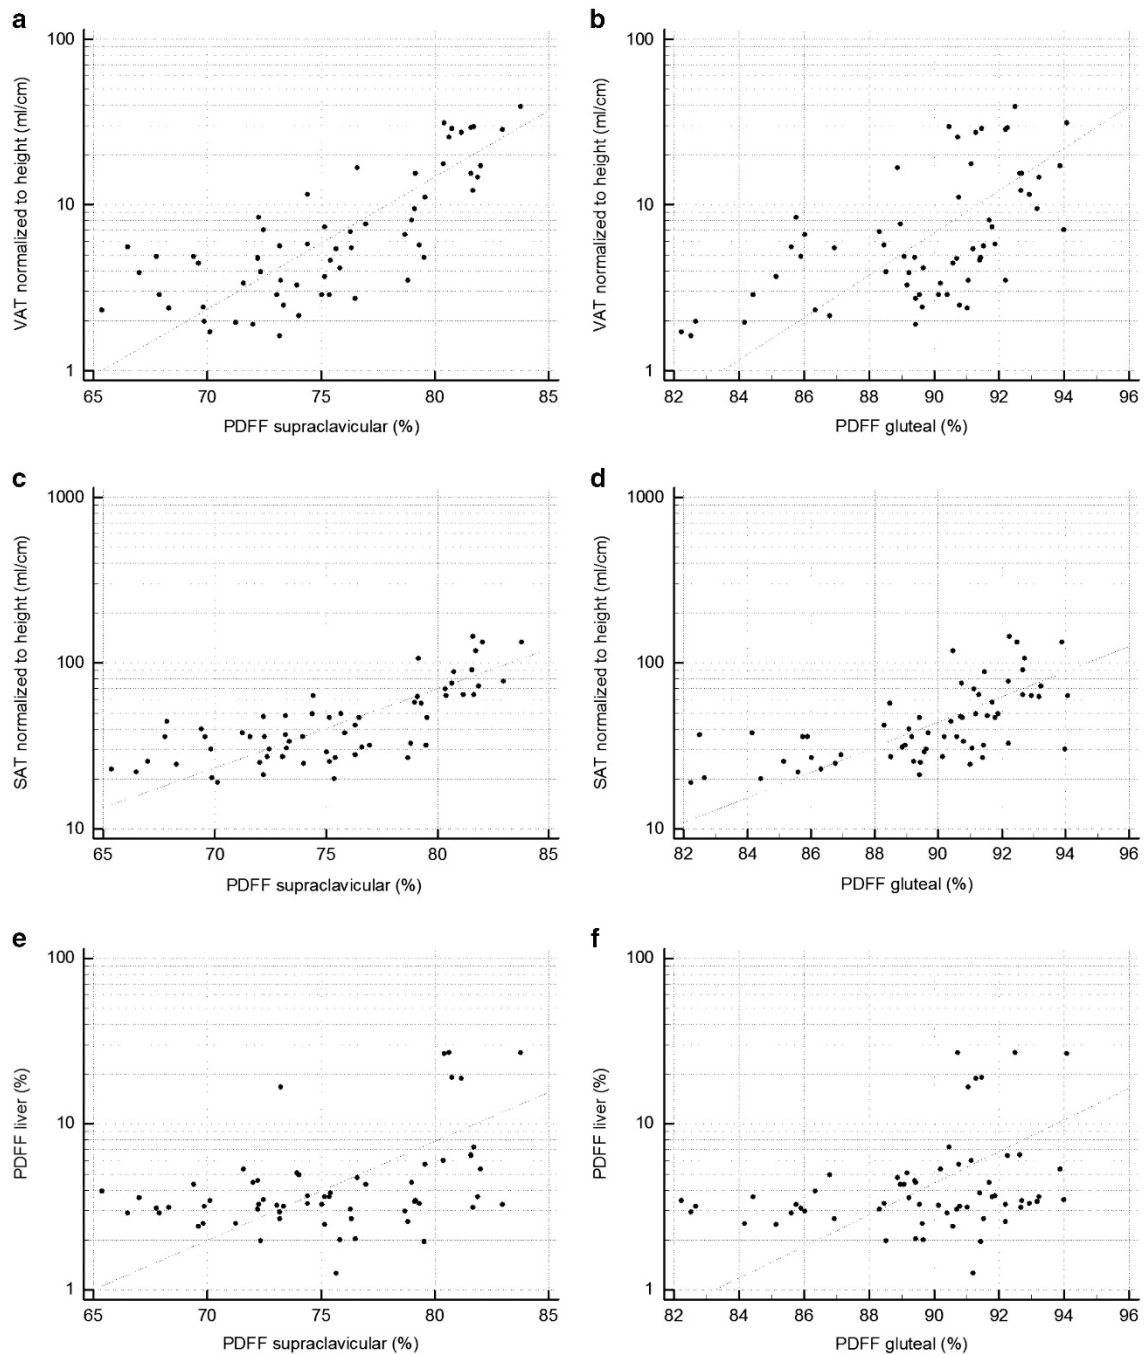 a
VAT normalized to height (ml/cm)
100
10
1
65 70 75 80 85
PDFF supraclavicular (%)
b
VAT normalized to height (ml/cm)
100
10
1
82 84 86 88 90 92 94 96
PDFF gluteal (%)
c
SAT normalized to height (ml/cm)
1000
100
10
65 70 75 80 85
PDFF supraclavicular (%)
d
SAT normalized to height (ml/cm)
1000
100
10
82 84 86 88 90 92 94 96
PDFF gluteal (%)
e
PDFF liver (%)
100
10
1
65 70 75 80 85
PDFF supraclavicular (%)
f
PDFF liver (%)
100
10
1
82 84 86 88 90 92 94 96
PDFF gluteal (%)